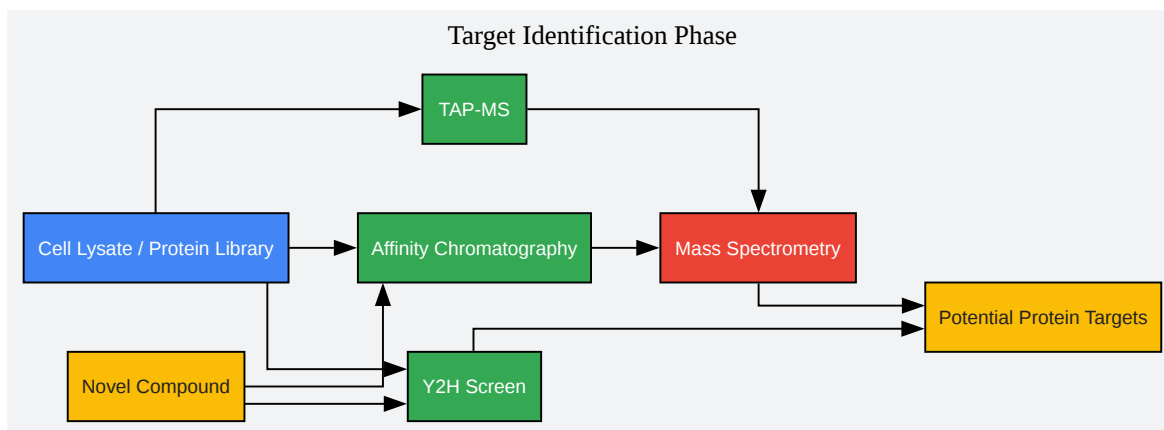 Target Identification Phase
TAP-MS
Cell Lysate / Protein Library
Affinity Chromatography
Mass Spectrometry
Potential Protein Targets
Novel Compound
Y2H Screen